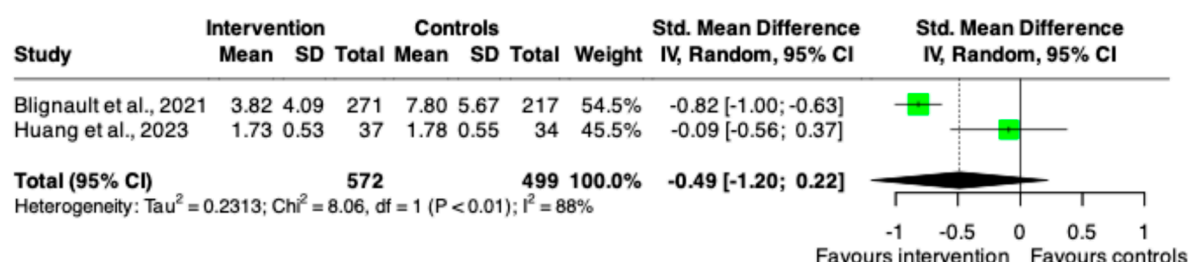 Intervention Controls Std. Mean Difference Std. Mean Difference
Study Mean SD Total Mean SD Total Weight IV, Random, 95% CI IV, Random, 95% CI
Blignault et al., 2021 3.82 4.09 271 7.80 5.67 217 54.5% -0.82 [-1.00; -0.63]
Huang et al., 2023 1.73 0.53 37 1.78 0.55 34 45.5% -0.09 [-0.56; 0.37]
Total (95% CI) 572 499 100.0% -0.49 [-1.20; 0.22]
Heterogeneity: Tau² = 0.2313; Chi² = 8.06, df = 1 (P < 0.01); I² = 88%
-1 -0.5 0 0.5 1
Favours intervention Favours controls